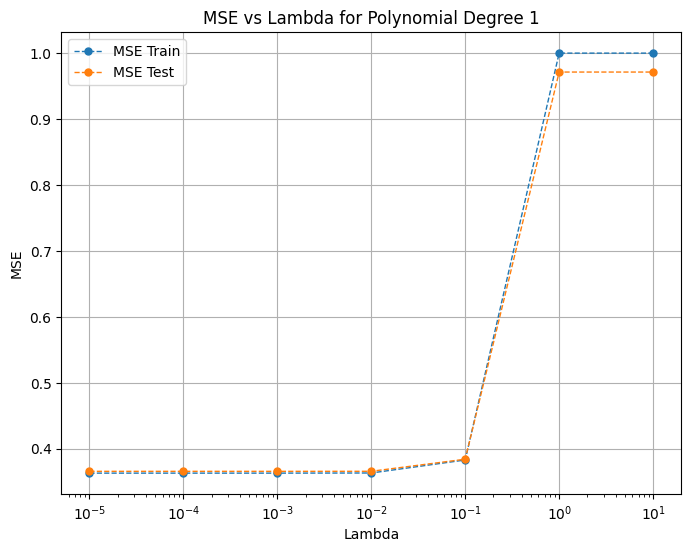 MSE vs Lambda for Polynomial Degree 1
MSE Train
MSE Test
1.0
0.9
0.8
0.7
0.6
0.5
0.4
MSE
10⁻⁵ 10⁻⁴ 10⁻³ 10⁻² 10⁻¹ 10⁰ 10¹
Lambda